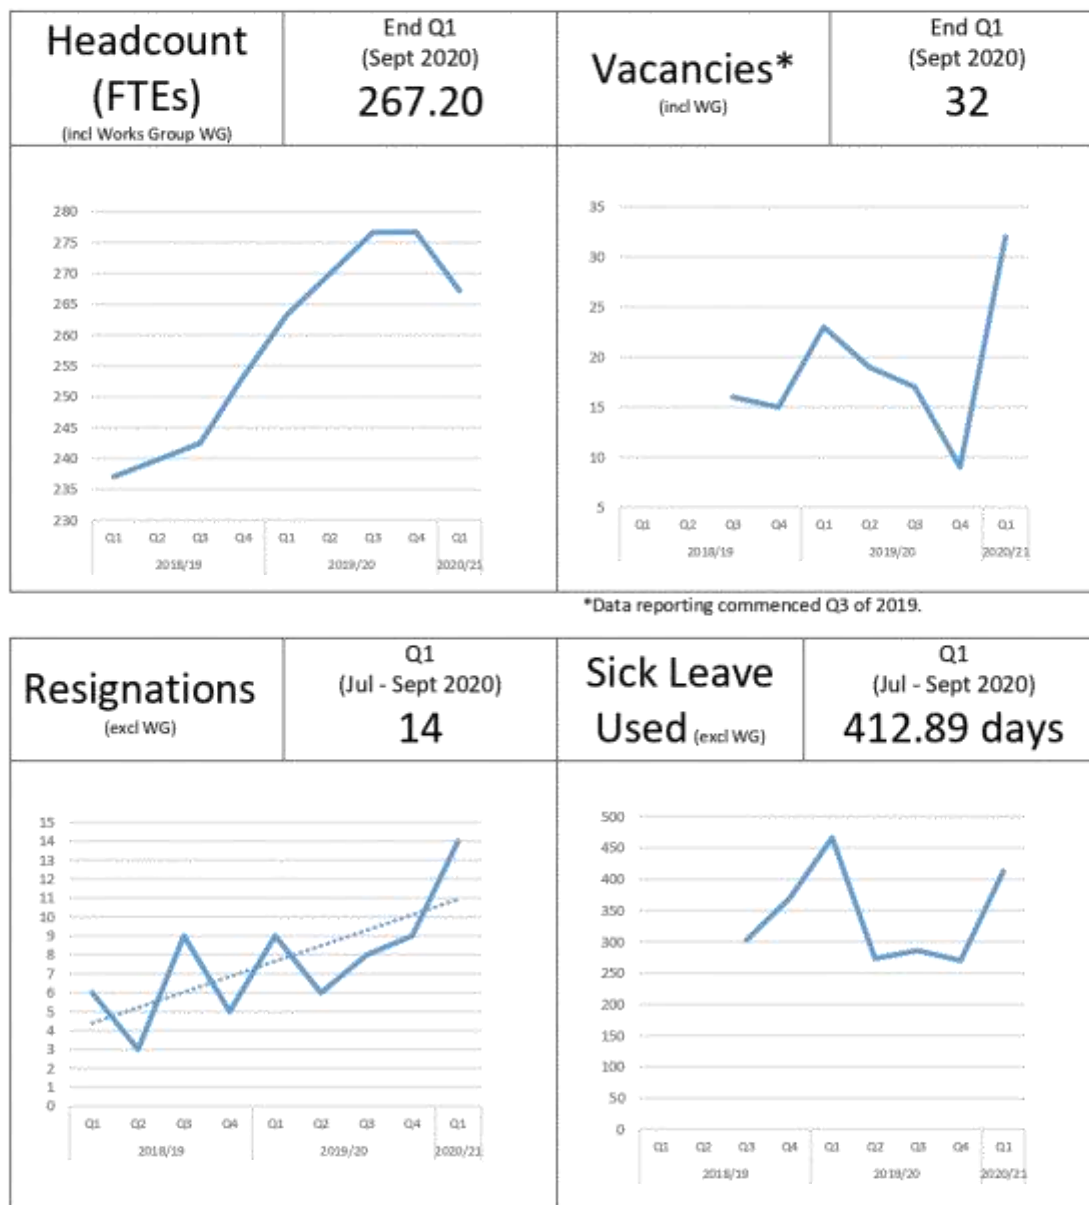 Headcount
(FTEs)
(incl Works Group WG)
End Q1
(Sept 2020)
267.20
Vacancies*
(incl WG)
End Q1
(Sept 2020)
32
280
275
270
265
260
255
250
245
240
235
230
Q1 Q2 Q3 Q4 Q1 Q2 Q3 Q4 Q1
2018/19 2019/20 2020/21
35
30
25
20
15
10
5
Q1 Q2 Q3 Q4 Q1 Q2 Q3 Q4 Q1
2018/19 2019/20 2020/21
*Data reporting commenced Q3 of 2019.
Resignations
(excl WG)
Q1
(Jul - Sept 2020)
14
Sick Leave
Used (excl WG)
Q1
(Jul - Sept 2020)
412.89 days
15
14
13
12
11
10
9
8
7
6
5
4
3
2
1
0
Q1 Q2 Q3 Q4 Q1 Q2 Q3 Q4 Q1
2018/19 2019/20 2020/21
500
450
400
350
300
250
200
150
100
50
0
Q1 Q2 Q3 Q4 Q1 Q2 Q3 Q4 Q1
2018/19 2019/20 2020/21